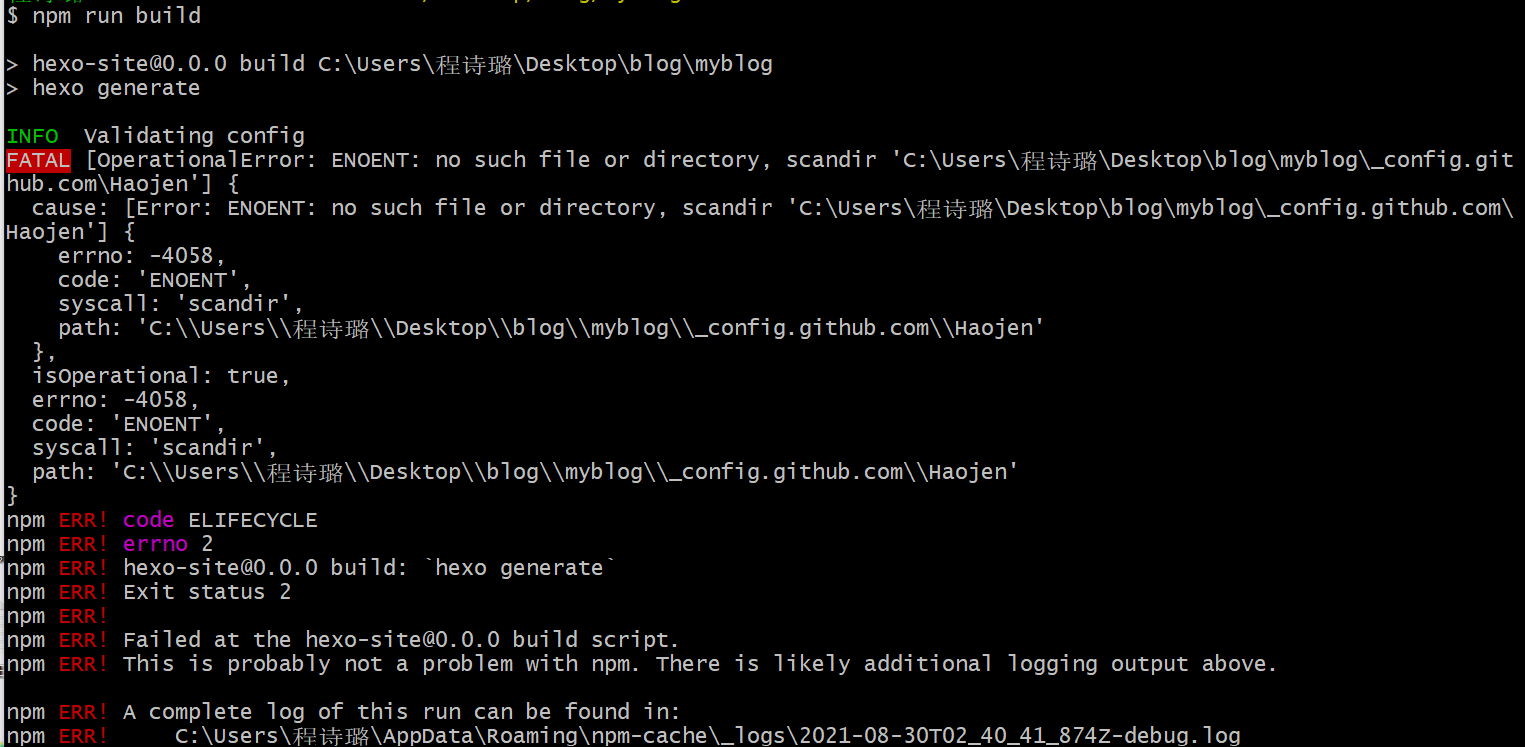 $ npm run build
> hexo-site@0.0.0 build C:\Users\程诗璐\Desktop\blog\myblog
> hexo generate
INFO  Validating config
FATAL [OperationalError: ENOENT: no such file or directory, scandir 'C:\Users\程诗璐\Desktop\blog\myblog\_config.git
hub.com\Haojen'] {
  cause: [Error: ENOENT: no such file or directory, scandir 'C:\Users\程诗璐\Desktop\blog\myblog\_config.github.com\
Haojen'] {
    errno: -4058,
    code: 'ENOENT',
    syscall: 'scandir',
    path: 'C:\\Users\\程诗璐\\Desktop\\blog\\myblog\\_config.github.com\\Haojen'
  },
  isOperational: true,
  errno: -4058,
  code: 'ENOENT',
  syscall: 'scandir',
  path: 'C:\\Users\\程诗璐\\Desktop\\blog\\myblog\\_config.github.com\\Haojen'
}
npm ERR! code ELIFECYCLE
npm ERR! errno 2
npm ERR! hexo-site@0.0.0 build: `hexo generate`
npm ERR! Exit status 2
npm ERR!
npm ERR! Failed at the hexo-site@0.0.0 build script.
npm ERR! This is probably not a problem with npm. There is likely additional logging output above.
npm ERR! A complete log of this run can be found in:
npm ERR!     C:\Users\程诗璐\AppData\Roaming\npm-cache\_logs\2021-08-30T02_40_41_874Z-debug.log